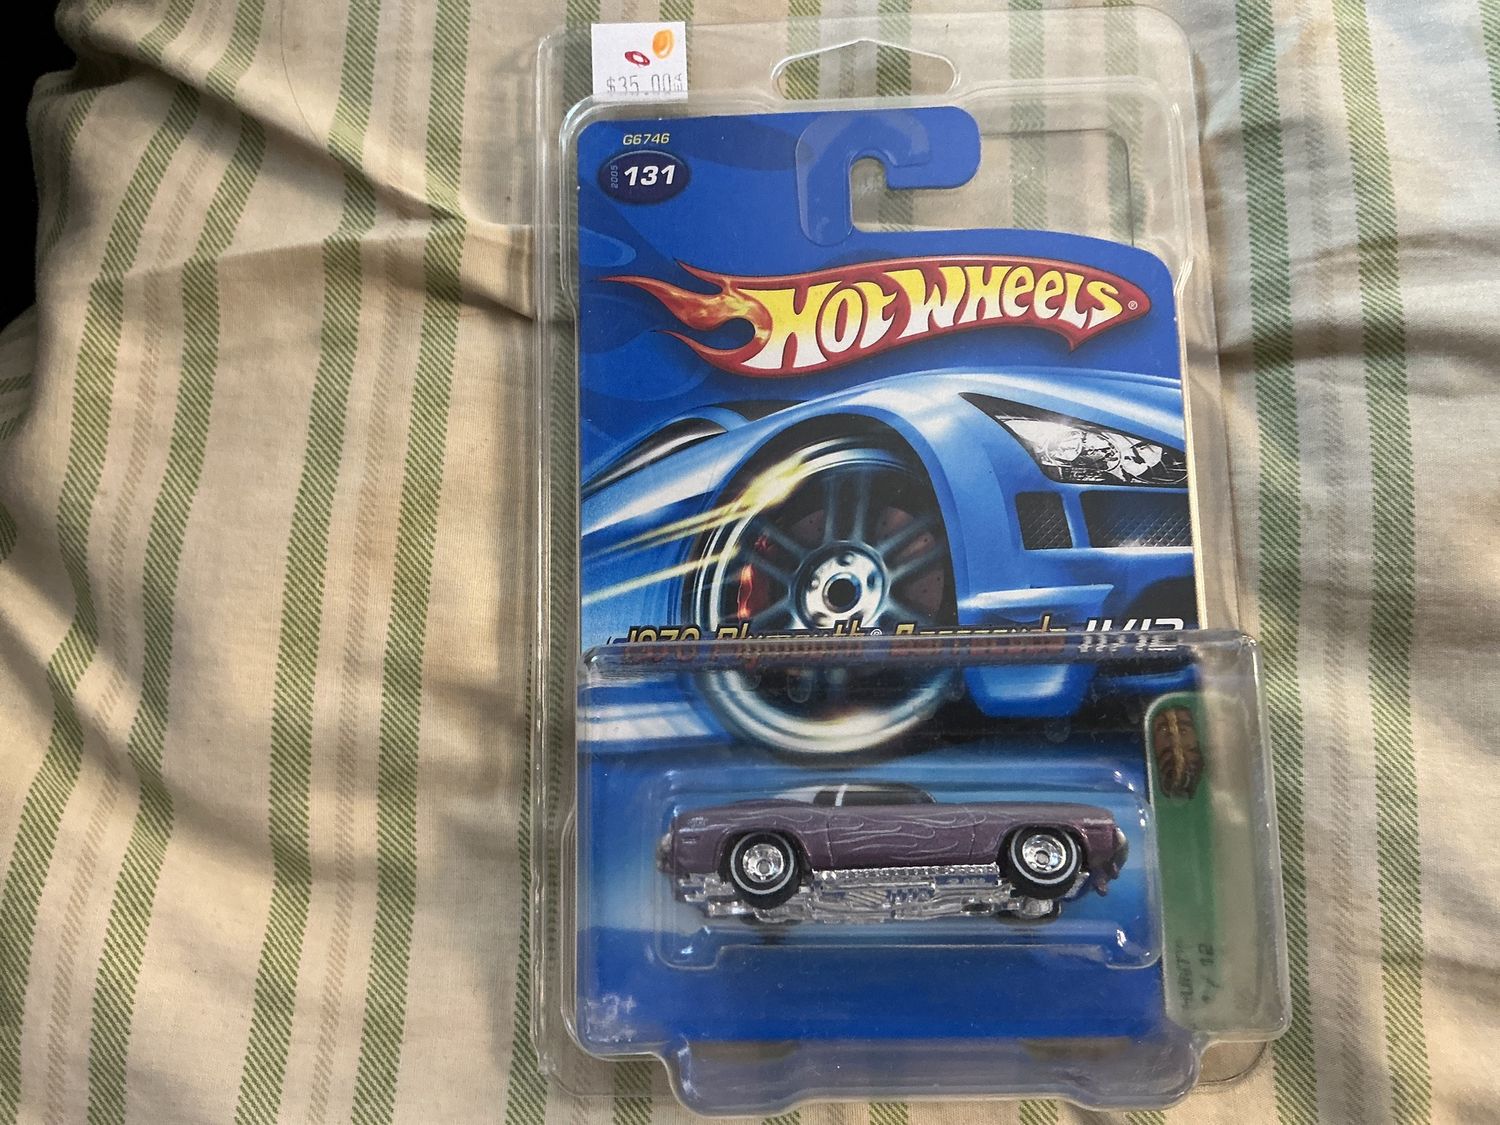 $35.00
G6746
2005
131
HOT WHEELS®
1970 Plymouth® Barracuda 11/12